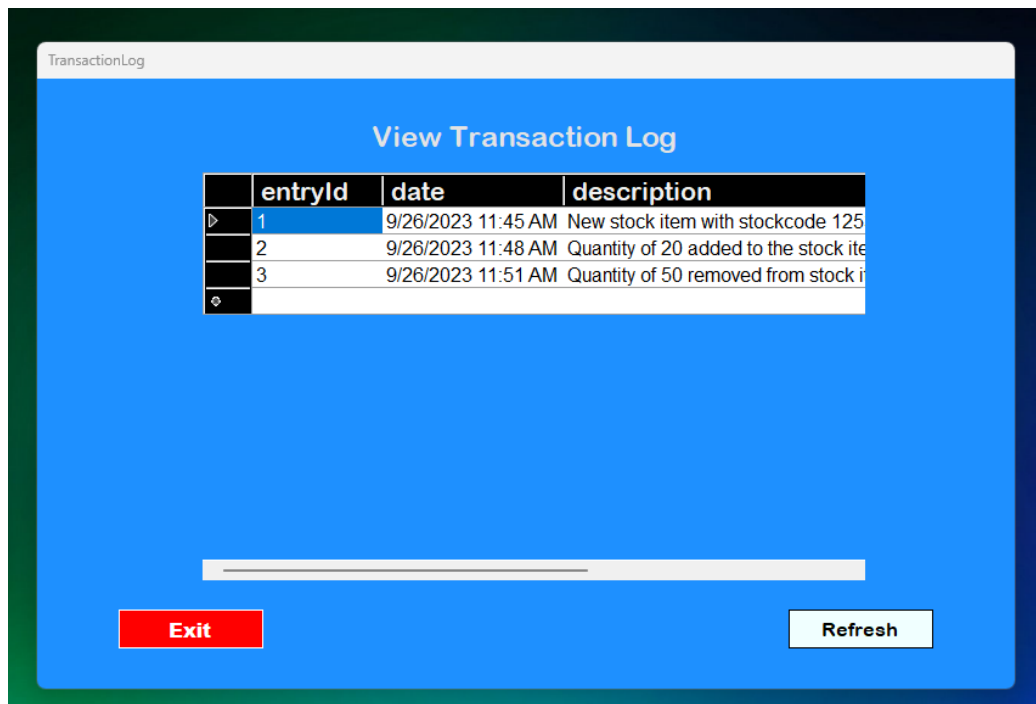 TransactionLog
View Transaction Log
entryId date description
1 9/26/2023 11:45 AM New stock item with stockcode 125
2 9/26/2023 11:48 AM Quantity of 20 added to the stock ite
3 9/26/2023 11:51 AM Quantity of 50 removed from stock i
Exit Refresh